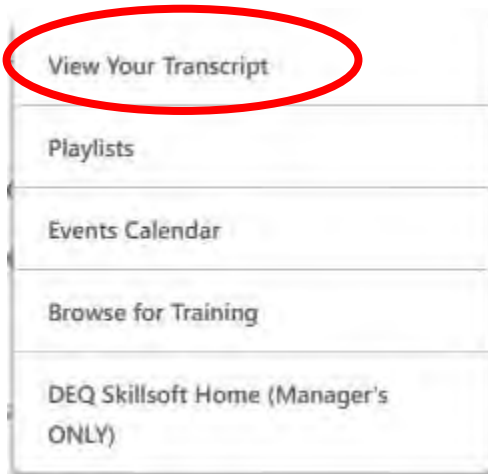 View Your Transcript
Playlists
Events Calendar
Browse for Training
DEQ Skillsoft Home (Manager's
ONLY)